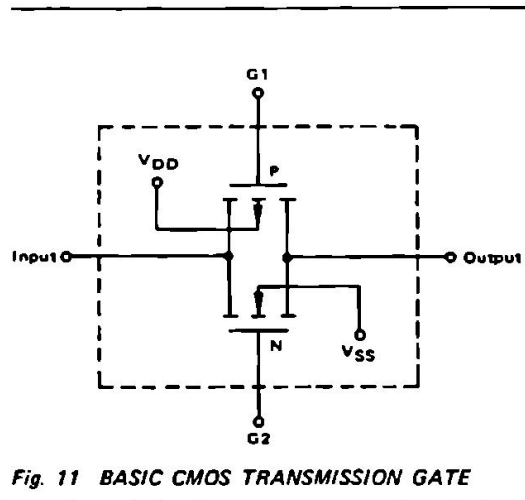 G1
VDD
P
Input
Output
N
VSS
G2
Fig. 11 BASIC CMOS TRANSMISSION GATE